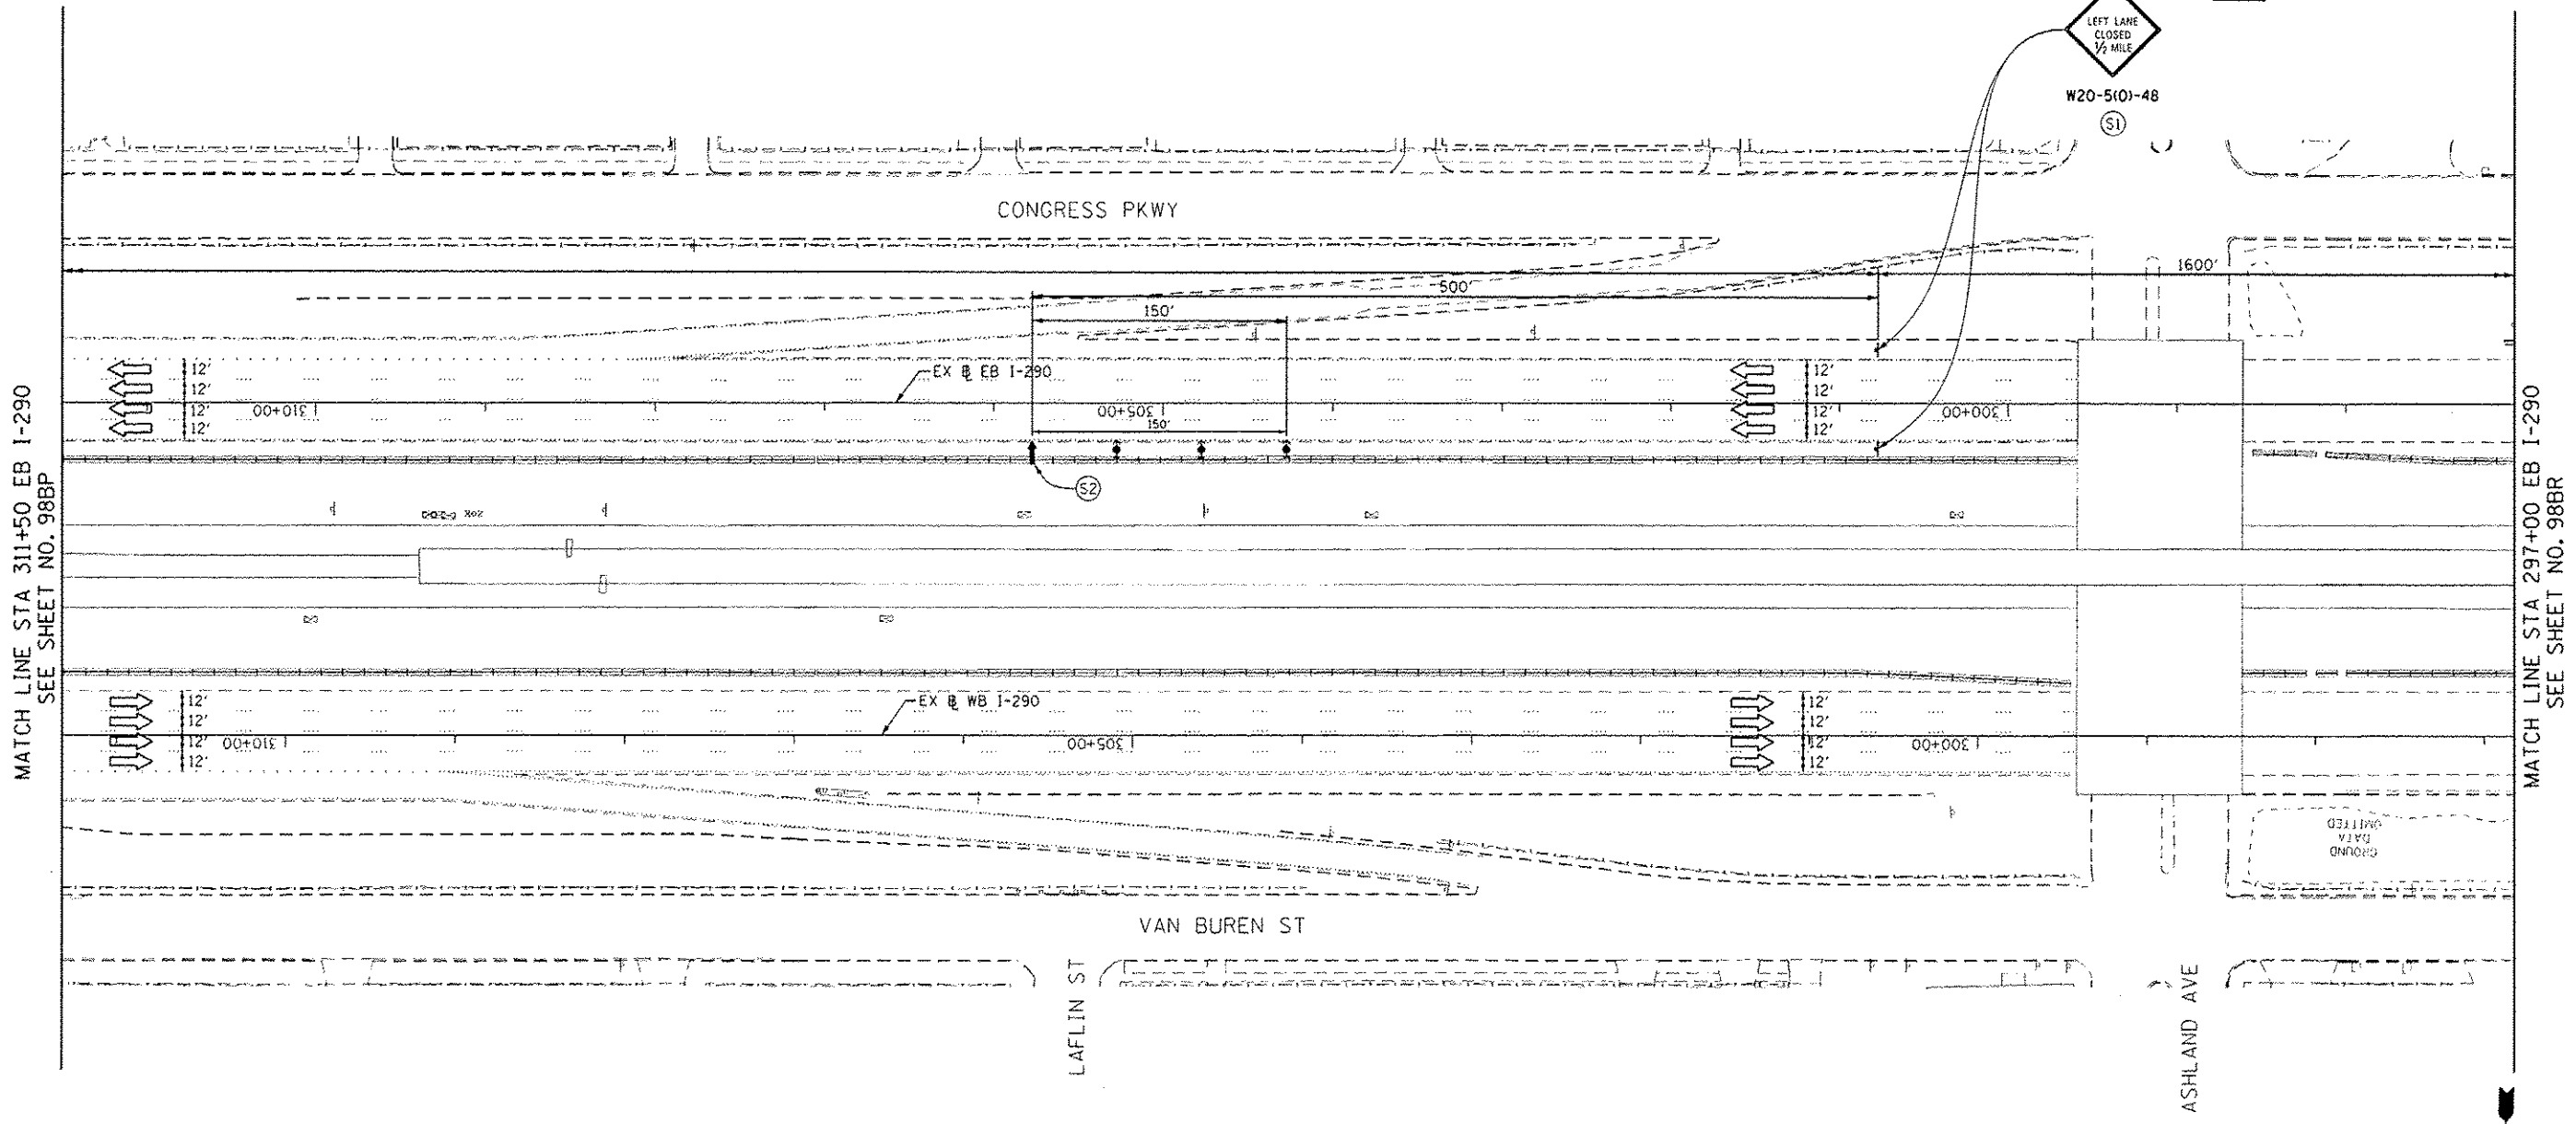 LEFT LANE
CLOSED
1/2 MILE
W20-5(O)-48
S1
CONGRESS PKWY
1600'
500'
150'
12'
12'
12'
12'
EX ℄ EB I-290
12'
12'
12'
12'
310+00
305+00
300+00
150'
S2
MATCH LINE STA 311+50 EB I-290
SEE SHEET NO. 98BP
MATCH LINE STA 297+00 EB I-290
SEE SHEET NO. 98BR
12'
12'
12'
12'
EX ℄ WB I-290
12'
12'
12'
12'
310+00
305+00
300+00
GROUND
DATA
OMITTED
VAN BUREN ST
LAFLIN ST
ASHLAND AVE